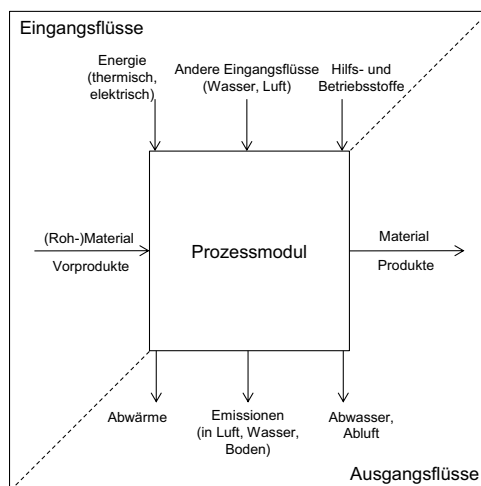 Eingangsflüsse
Energie
(thermisch,
elektrisch)
Andere Eingangsflüsse
(Wasser, Luft)
Hilfs- und
Betriebsstoffe
(Roh-)Material
Vorprodukte
Prozessmodul
Material
Produkte
Abwärme
Emissionen
(in Luft, Wasser,
Boden)
Abwasser,
Abluft
Ausgangsflüsse